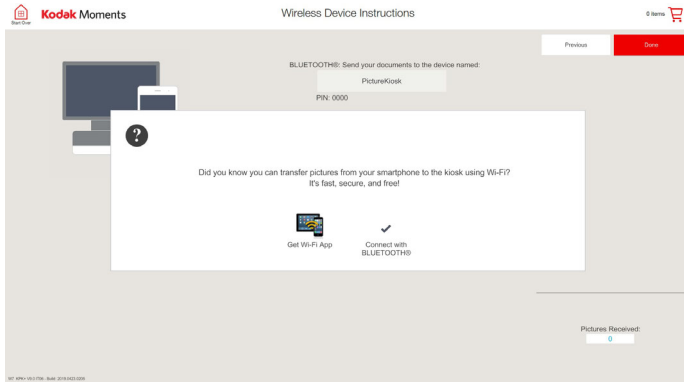 Start Over
Kodak Moments
Wireless Device Instructions
0 items
Previous
Done
BLUETOOTH®: Send your documents to the device named:
PictureKiosk
PIN: 0000
?
Did you know you can transfer pictures from your smartphone to the kiosk using Wi-Fi?
It's fast, secure, and free!
Get Wi-Fi App
Connect with
BLUETOOTH®
Pictures Received:
0